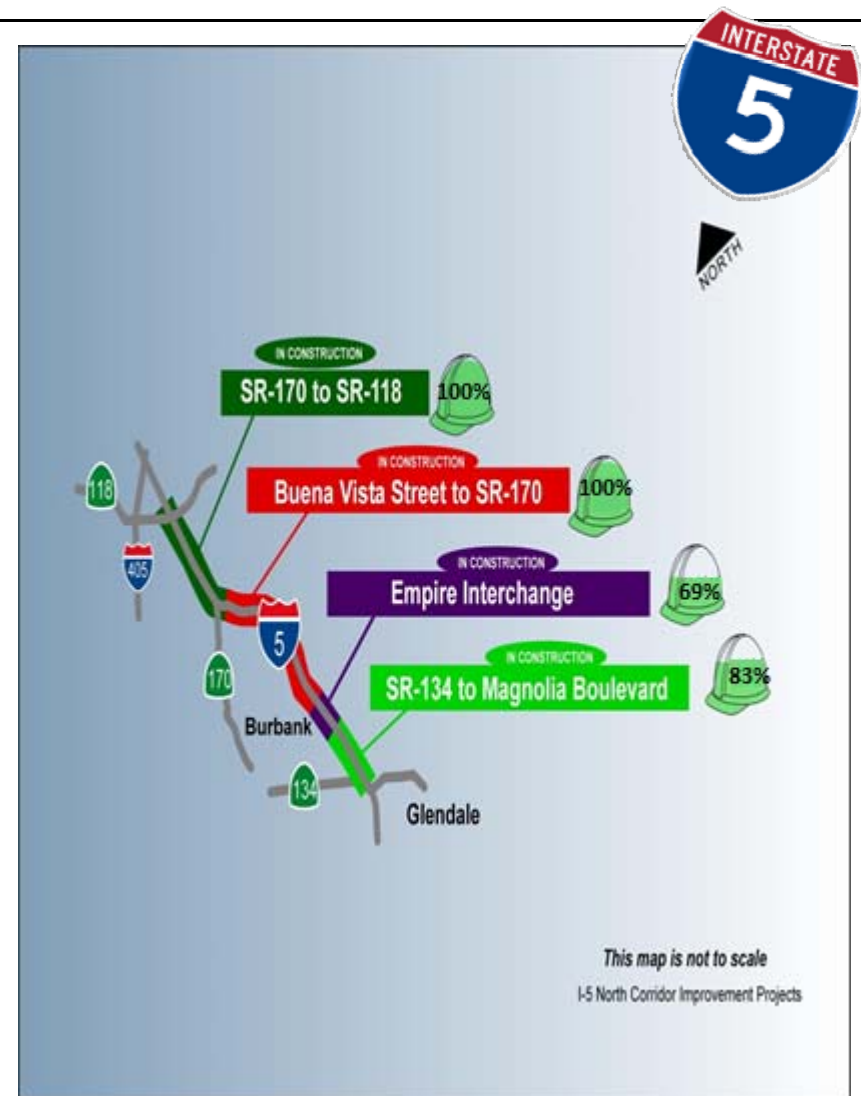 INTERSTATE
5
NORTH
IN CONSTRUCTION
SR-170 to SR-118
100%
IN CONSTRUCTION
Buena Vista Street to SR-170
100%
118
IN CONSTRUCTION
Empire Interchange
69%
405
5
IN CONSTRUCTION
SR-134 to Magnolia Boulevard
83%
170
Burbank
134
Glendale
This map is not to scale
I-5 North Corridor Improvement Projects